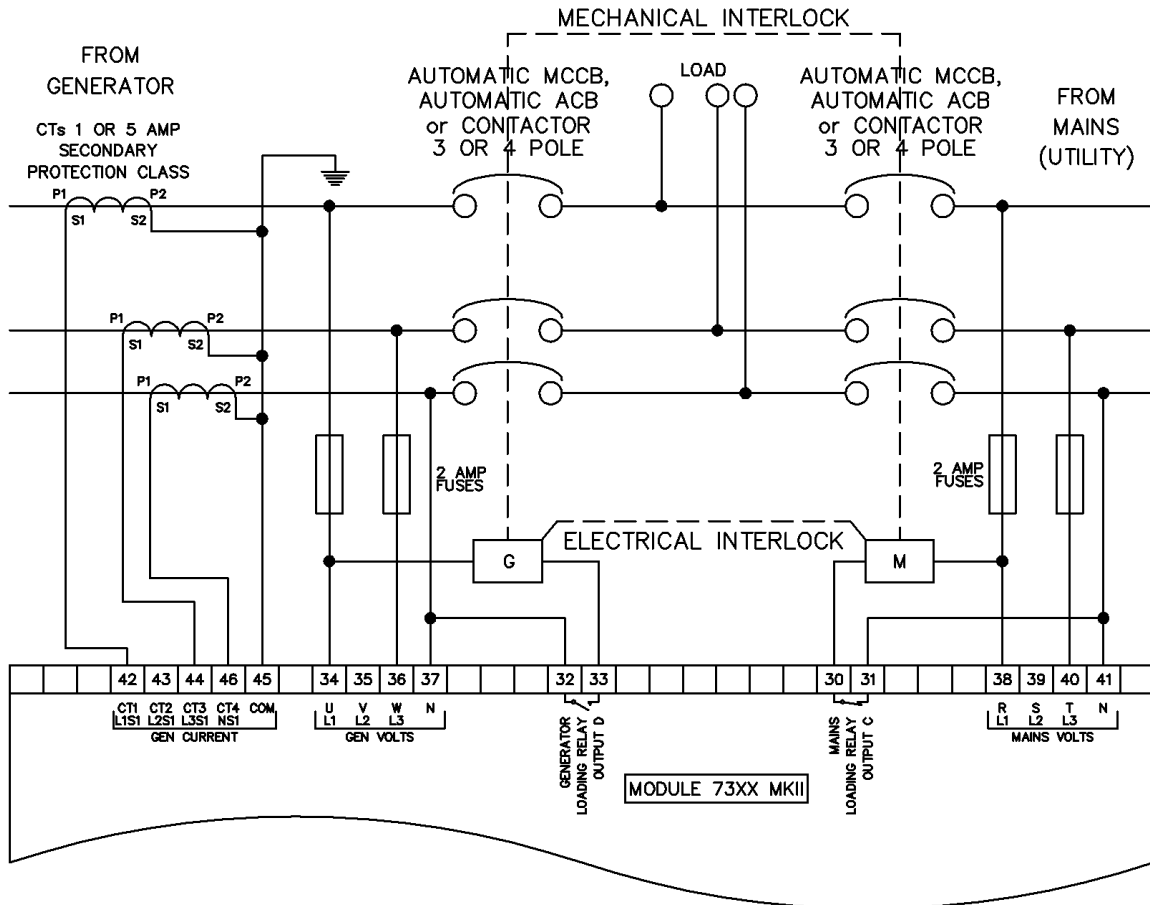 MECHANICAL INTERLOCK
FROM
GENERATOR
CTs 1 OR 5 AMP
SECONDARY
PROTECTION CLASS
AUTOMATIC MCCB,
AUTOMATIC ACB
or CONTACTOR
3 OR 4 POLE
LOAD
AUTOMATIC MCCB,
AUTOMATIC ACB
or CONTACTOR
3 OR 4 POLE
FROM
MAINS
(UTILITY)
P1 P2
S1 S2
P1 P2
S1 S2
P1 P2
S1 S2
2 AMP
FUSES
2 AMP
FUSES
G
ELECTRICAL INTERLOCK
M
42 43 44 46 45 34 35 36 37 32 33 30 31 38 39 40 41
CT1 CT2 CT3 CT4 COM
L1S1 L2S1 L3S1 NS1
GEN CURRENT
U V W N
L1 L2 L3
GEN VOLTS
GENERATOR
LOADING RELAY
OUTPUT D
MAINS
LOADING RELAY
OUTPUT C
R S T N
L1 L2 L3
MAINS VOLTS
MODULE 73XX MKII